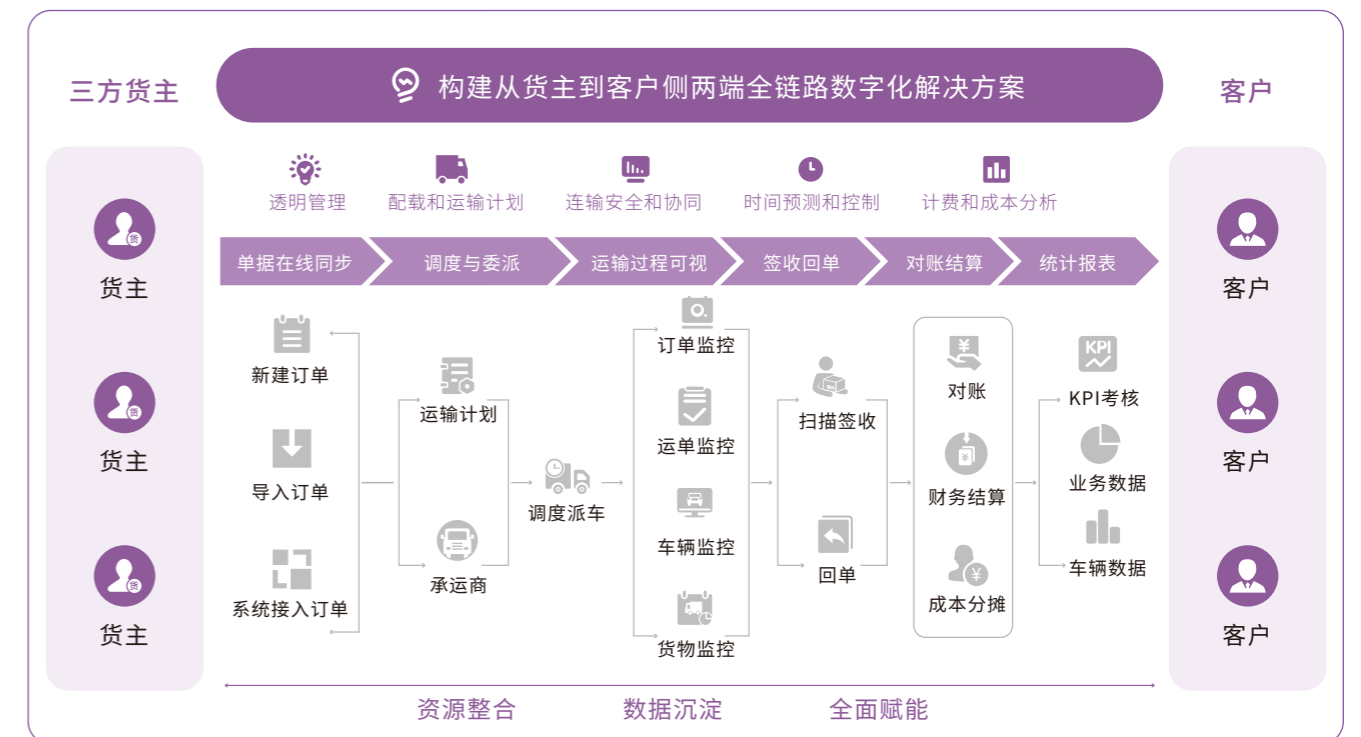 三方货主
构建从货主到客户侧两端全链路数字化解决方案
客户
透明管理
配载和运输计划
连输安全和协同
时间预测和控制
计费和成本分析
单据在线同步
调度与委派
运输过程可视
签收回单
对账结算
统计报表
货主
货主
货主
新建订单
导入订单
系统接入订单
运输计划
承运商
调度派车
订单监控
运单监控
车辆监控
货物监控
扫描签收
回单
对账
财务结算
成本分摊
KPI
KPI考核
业务数据
车辆数据
客户
客户
客户
资源整合
数据沉淀
全面赋能